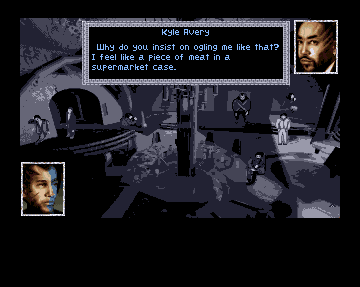 Kyle Avery
Why do you insist on ogling me like that?
I feel like a piece of meat in a
supermarket case.